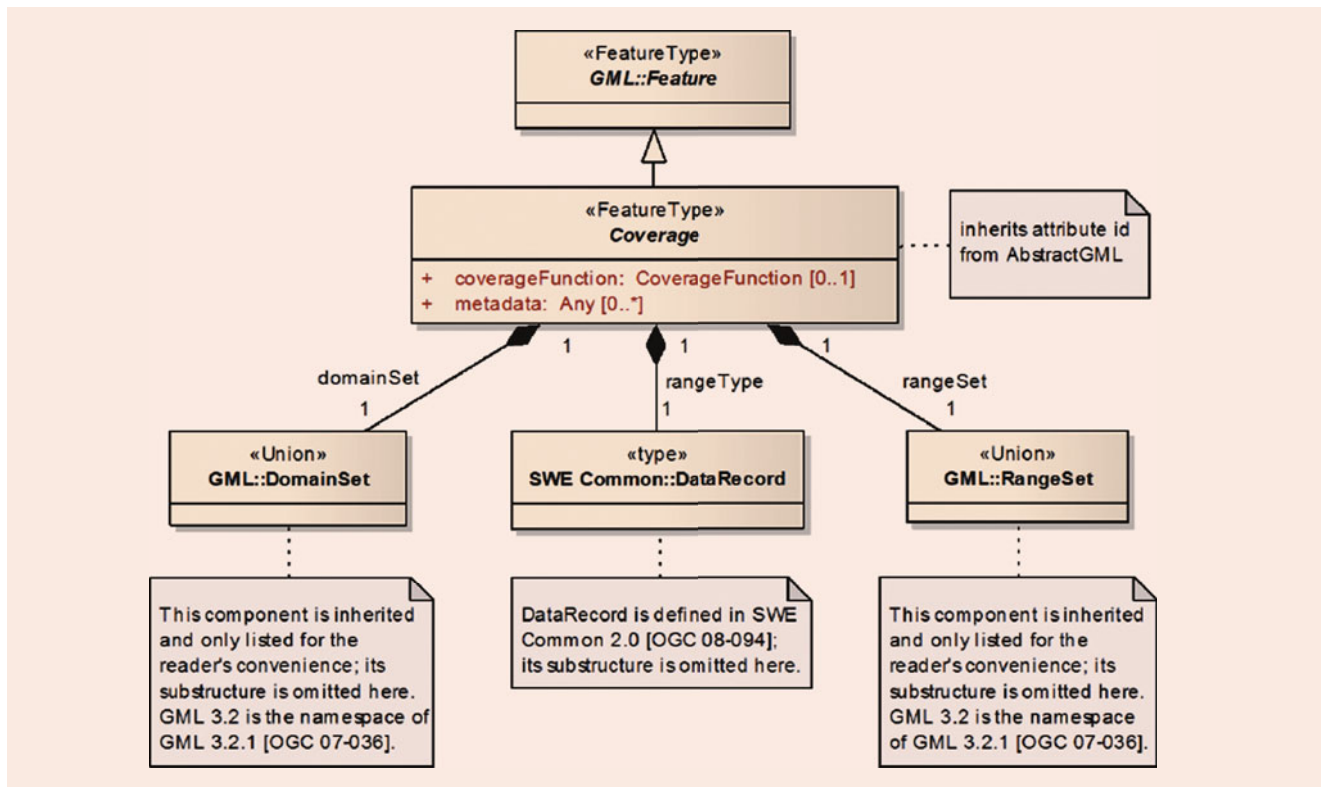 «FeatureType»
GML::Feature
«FeatureType»
Coverage
+ coverageFunction: CoverageFunction [0..1]
+ metadata: Any [0..*]
inherits attribute id
from AbstractGML
1
1
1
domainSet
rangeType
rangeSet
1
1
1
«Union»
GML::DomainSet
«type»
SWE Common::DataRecord
«Union»
GML::RangeSet
This component is inherited
and only listed for the
reader's convenience; its
substructure is omitted here.
GML 3.2 is the namespace of
GML 3.2.1 [OGC 07-036].
DataRecord is defined in SWE
Common 2.0 [OGC 08-094];
its substructure is omitted here.
This component is inherited
and only listed for the
reader's convenience; its
substructure is omitted here.
GML 3.2 is the namespace
of GML 3.2.1 [OGC 07-036].